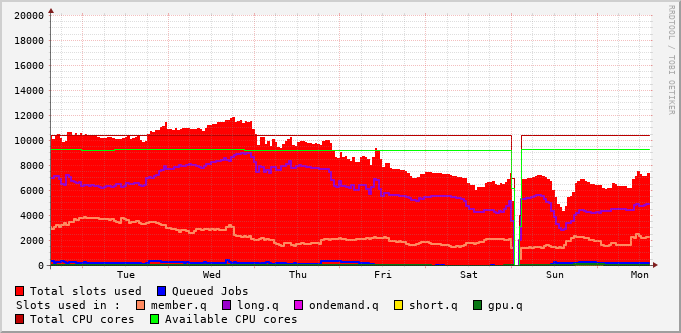 RRDTOOL / TOBI OETIKER
20000
18000
16000
14000
12000
10000
8000
6000
4000
2000
0
Tue Wed Thu Fri Sat Sun Mon
Total slots used Queued Jobs
Slots used in : member.q long.q ondemand.q short.q gpu.q
Total CPU cores Available CPU cores